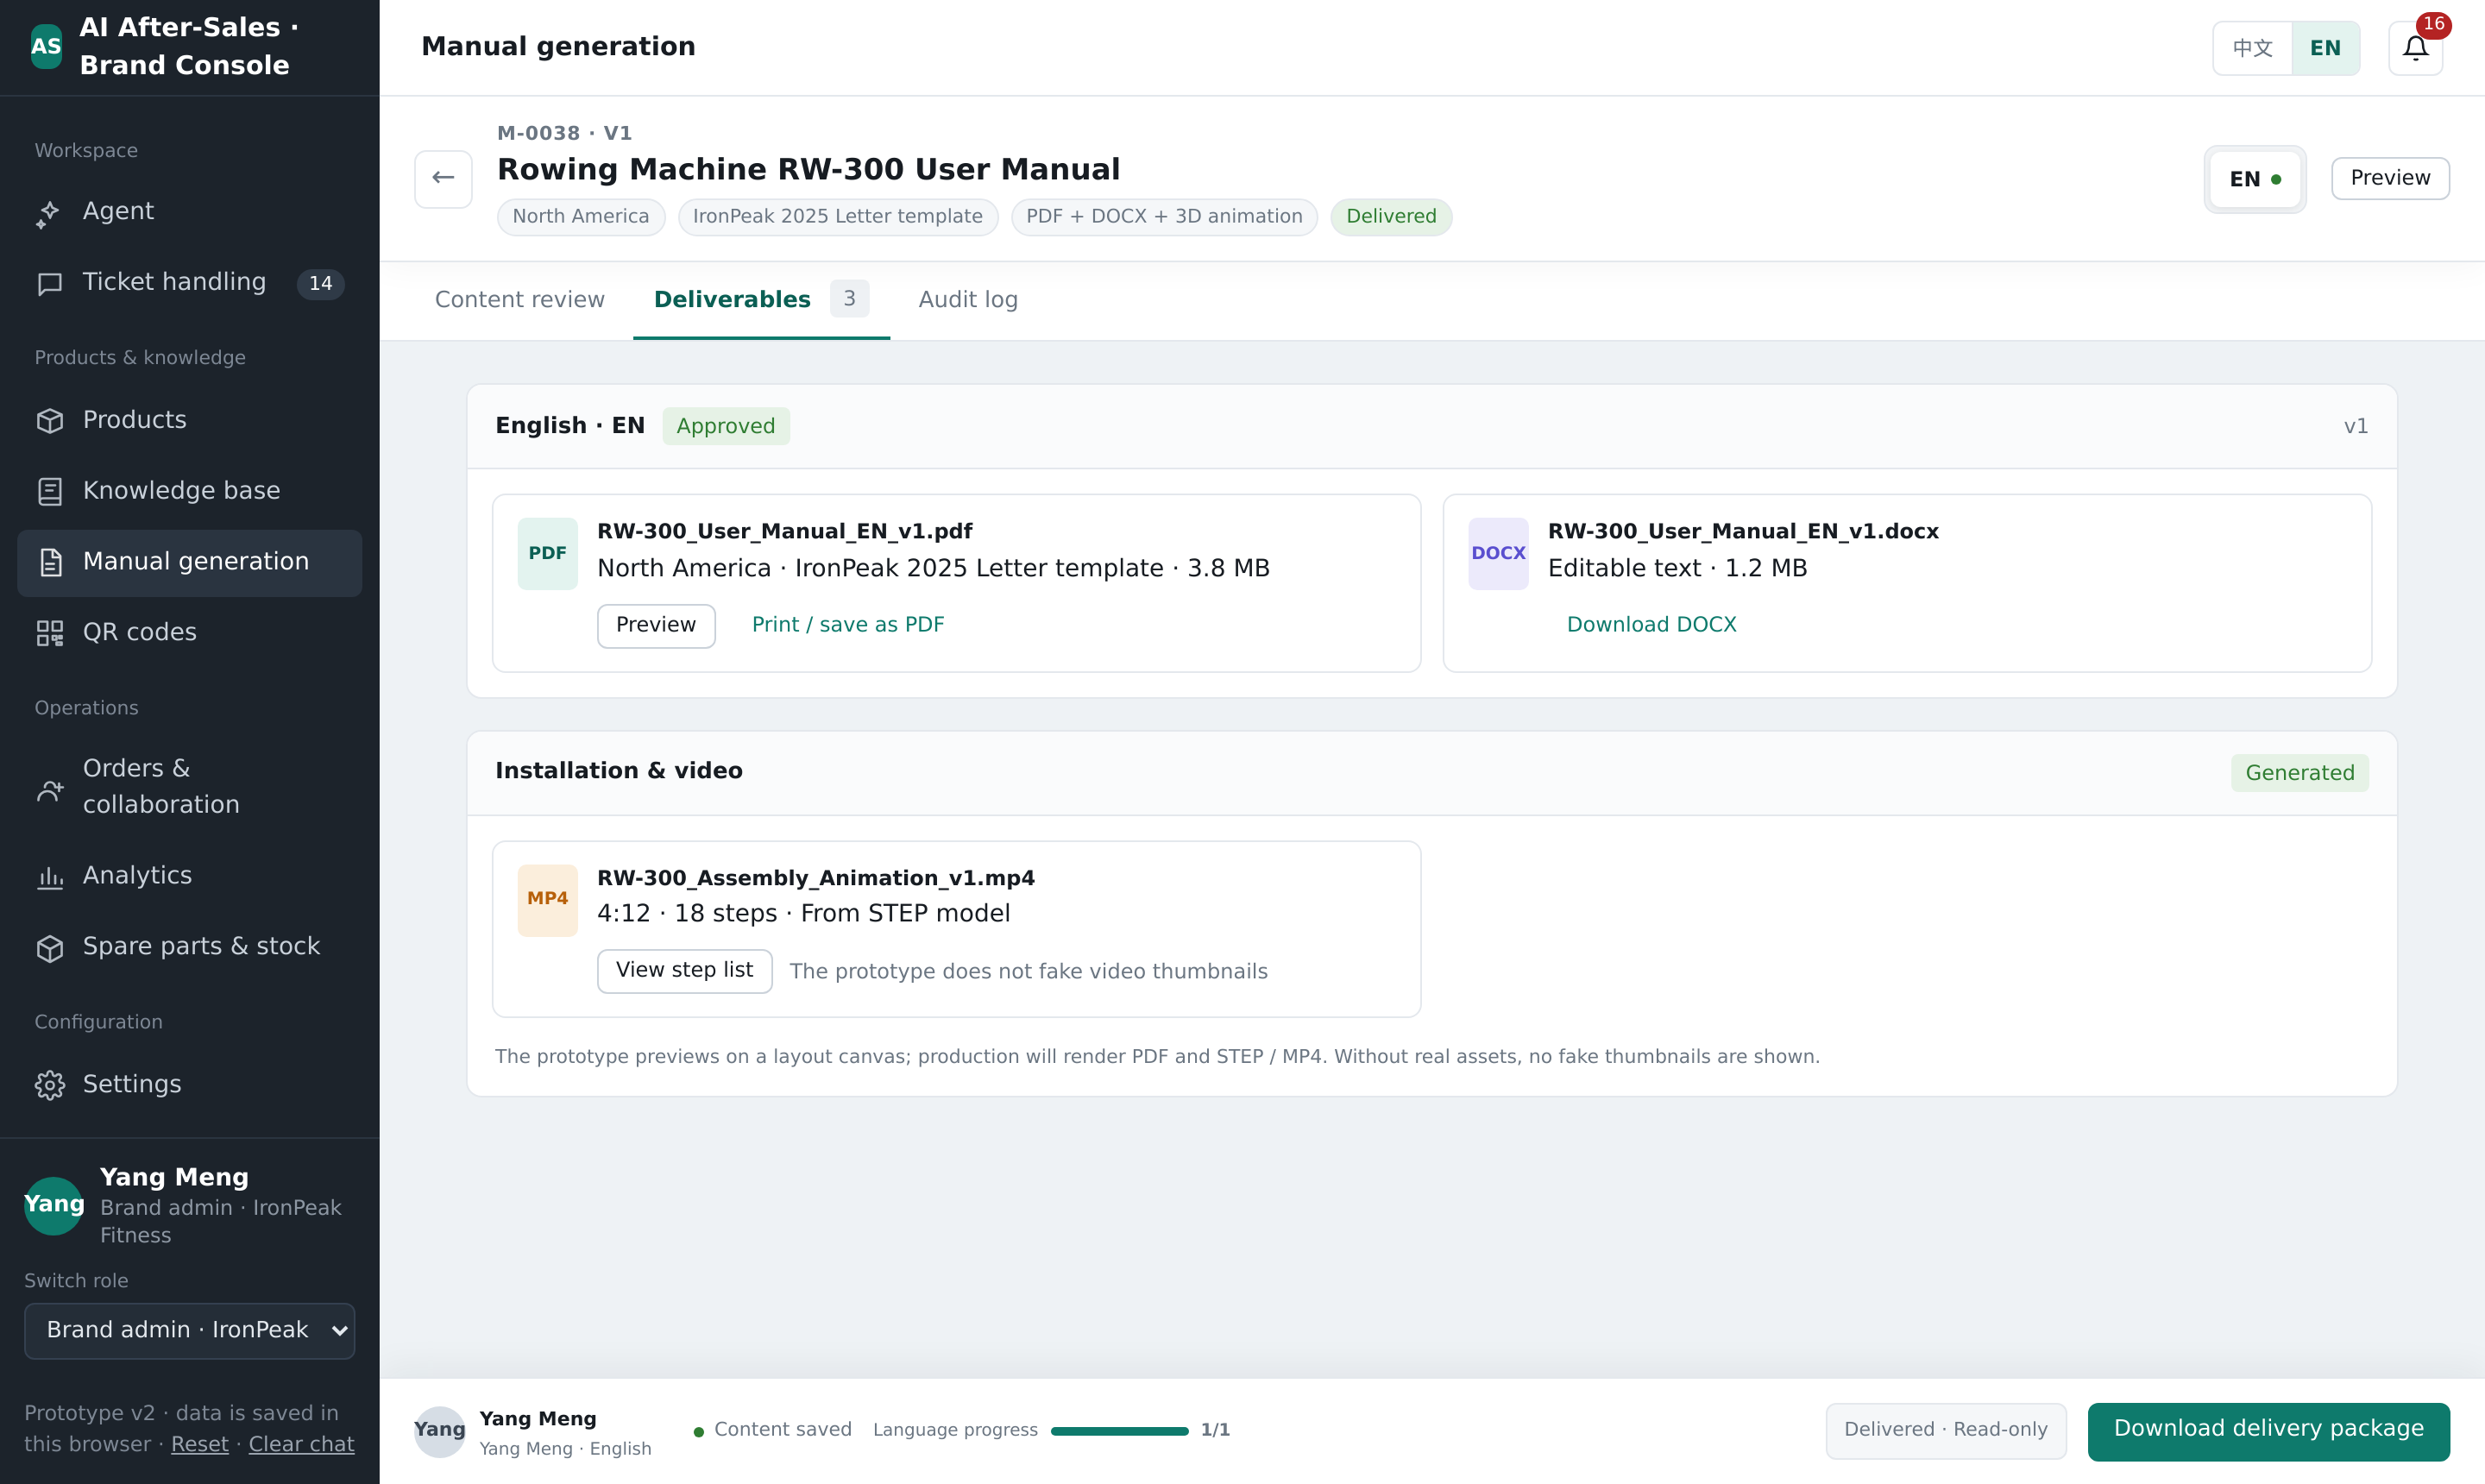 AS
AI After-Sales ·
Brand Console
Workspace
Agent
Ticket handling
14
Products & knowledge
Products
Knowledge base
Manual generation
QR codes
Operations
Orders &
collaboration
Analytics
Spare parts & stock
Configuration
Settings
Yang
Yang Meng
Brand admin · IronPeak
Fitness
Switch role
Brand admin · IronPeak
Prototype v2 · data is saved in
this browser · Reset · Clear chat
Manual generation
中文
EN
16
←
M-0038 · V1
Rowing Machine RW-300 User Manual
North America
IronPeak 2025 Letter template
PDF + DOCX + 3D animation
Delivered
EN
Preview
Content review
Deliverables
3
Audit log
English · EN
Approved
v1
PDF
RW-300_User_Manual_EN_v1.pdf
North America · IronPeak 2025 Letter template · 3.8 MB
Preview
Print / save as PDF
DOCX
RW-300_User_Manual_EN_v1.docx
Editable text · 1.2 MB
Download DOCX
Installation & video
Generated
MP4
RW-300_Assembly_Animation_v1.mp4
4:12 · 18 steps · From STEP model
View step list
The prototype does not fake video thumbnails
The prototype previews on a layout canvas; production will render PDF and STEP / MP4. Without real assets, no fake thumbnails are shown.
Yang
Yang Meng
Yang Meng · English
Content saved
Language progress
1/1
Delivered · Read-only
Download delivery package